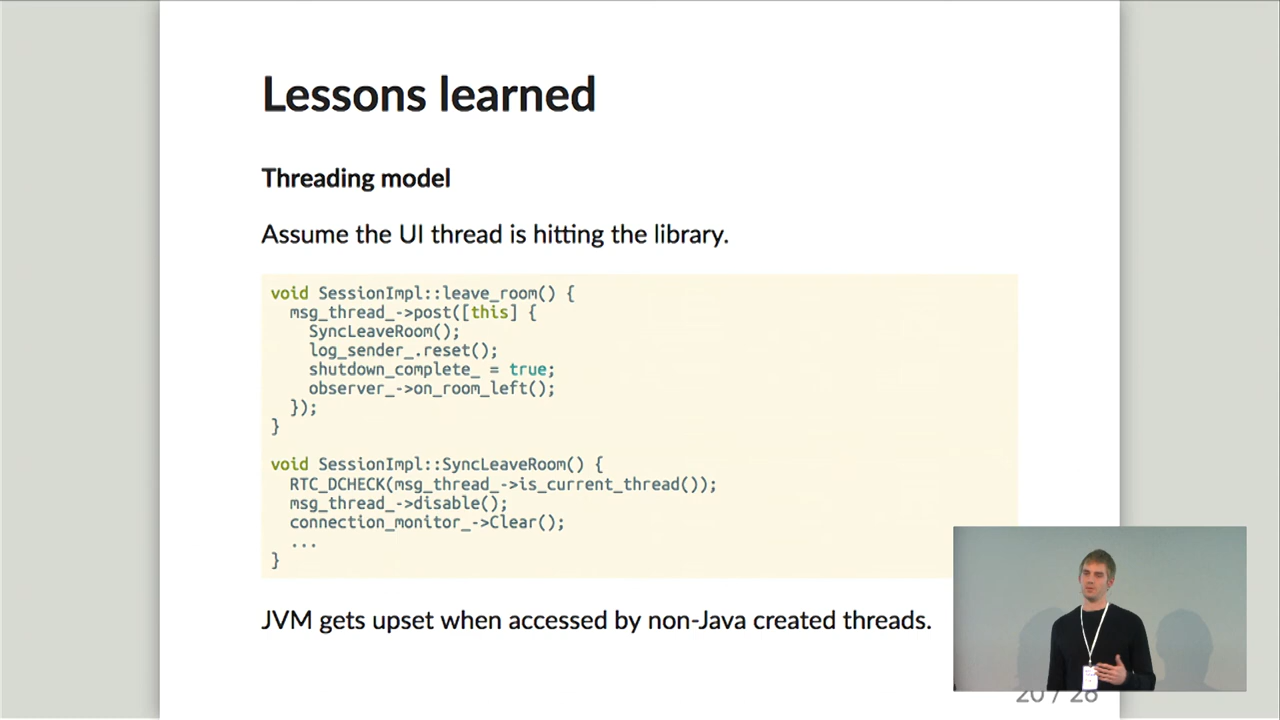 Lessons learned
Threading model
Assume the UI thread is hitting the library.
void SessionImpl::leave_room() {
  msg_thread_->post([this] {
    SyncLeaveRoom();
    log_sender_.reset();
    shutdown_complete_ = true;
    observer_->on_room_left();
  });
}
void SessionImpl::SyncLeaveRoom() {
  RTC_DCHECK(msg_thread_->is_current_thread());
  msg_thread_->disable();
  connection_monitor_->Clear();
  ...
}
JVM gets upset when accessed by non-Java created threads.
20 / 26